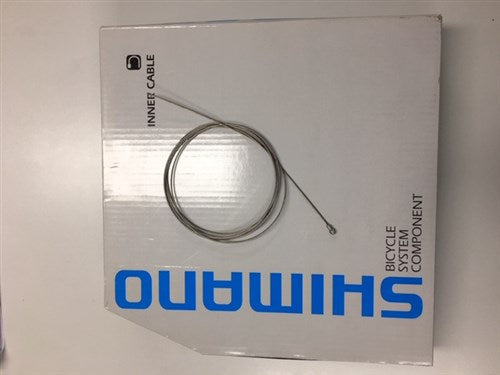 INNER CABLE
SHIMANO
BICYCLE
SYSTEM
COMPONENT